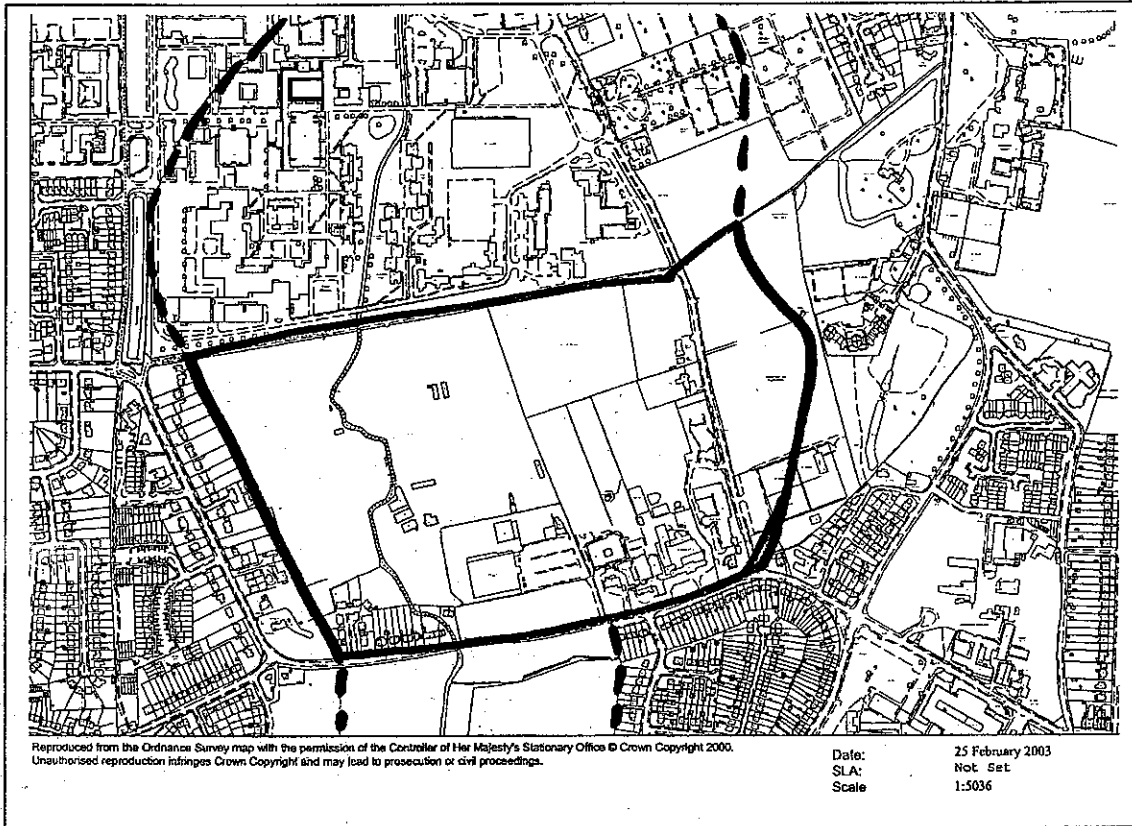 Reproduced from the Ordnance Survey map with the permission of the Controller of Her Majesty's Stationary Office © Crown Copyright 2000.
Unauthorised reproduction infringes Crown Copyright and may lead to prosecution or civil proceedings.
Date: 25 February 2003
SLA: Not Set
Scale 1:5036